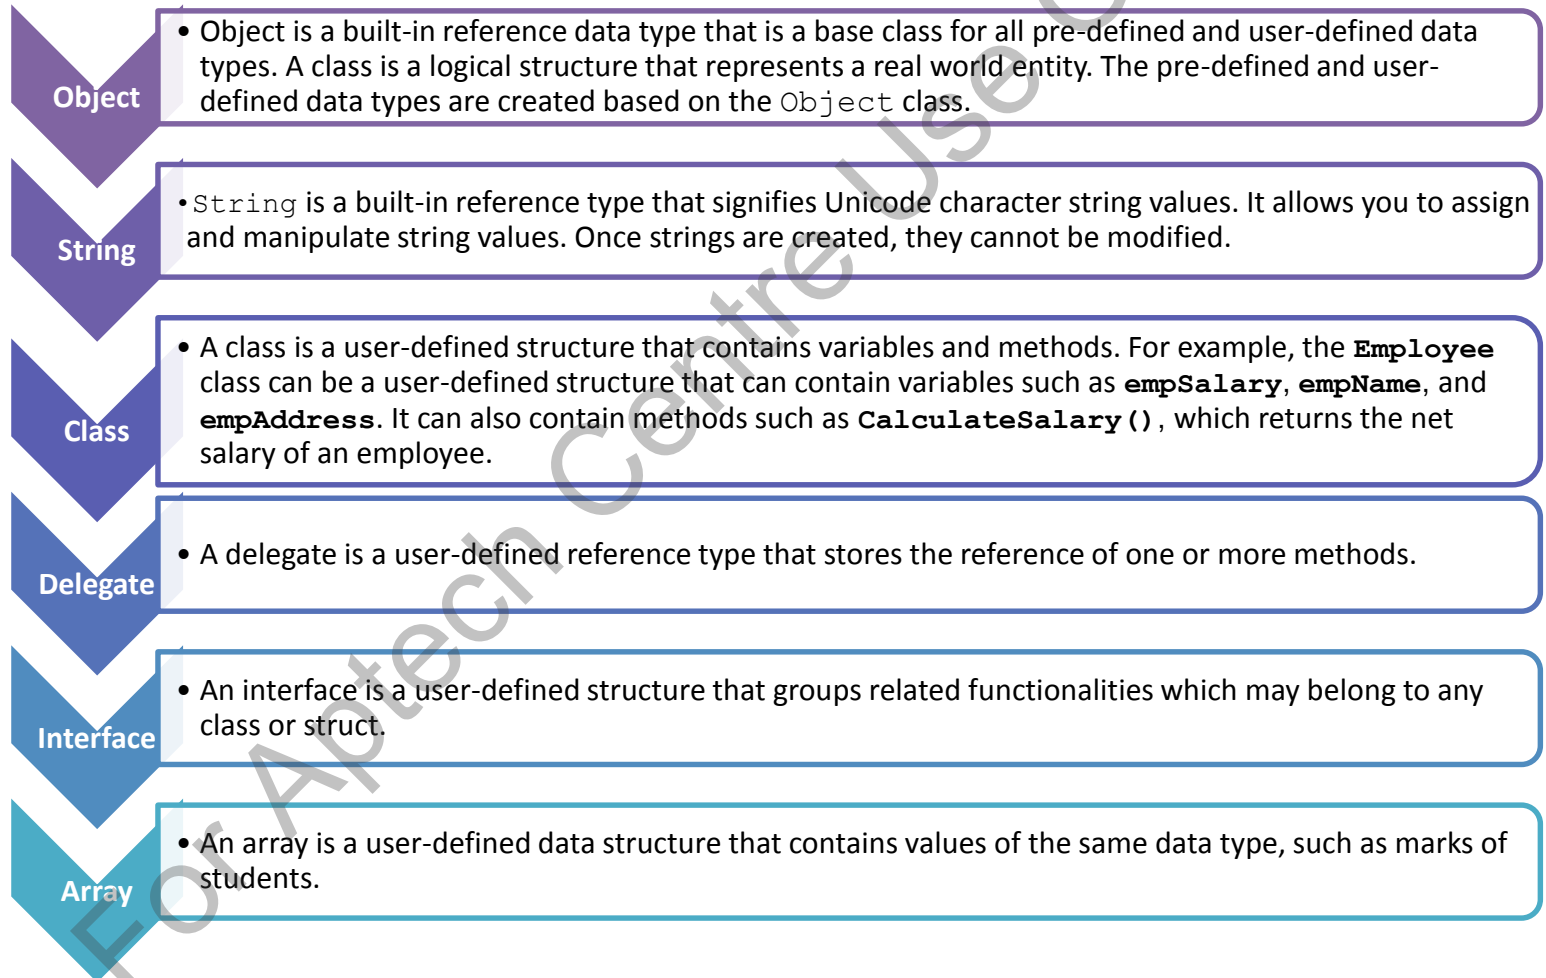 Object
• Object is a built-in reference data type that is a base class for all pre-defined and user-defined data
types. A class is a logical structure that represents a real world entity. The pre-defined and user-
defined data types are created based on the Object class.
String
• String is a built-in reference type that signifies Unicode character string values. It allows you to assign
and manipulate string values. Once strings are created, they cannot be modified.
Class
• A class is a user-defined structure that contains variables and methods. For example, the Employee
class can be a user-defined structure that can contain variables such as empSalary, empName, and
empAddress. It can also contain methods such as CalculateSalary(), which returns the net
salary of an employee.
Delegate
• A delegate is a user-defined reference type that stores the reference of one or more methods.
Interface
• An interface is a user-defined structure that groups related functionalities which may belong to any
class or struct.
Array
• An array is a user-defined data structure that contains values of the same data type, such as marks of
students.
For Aptech Centre Use